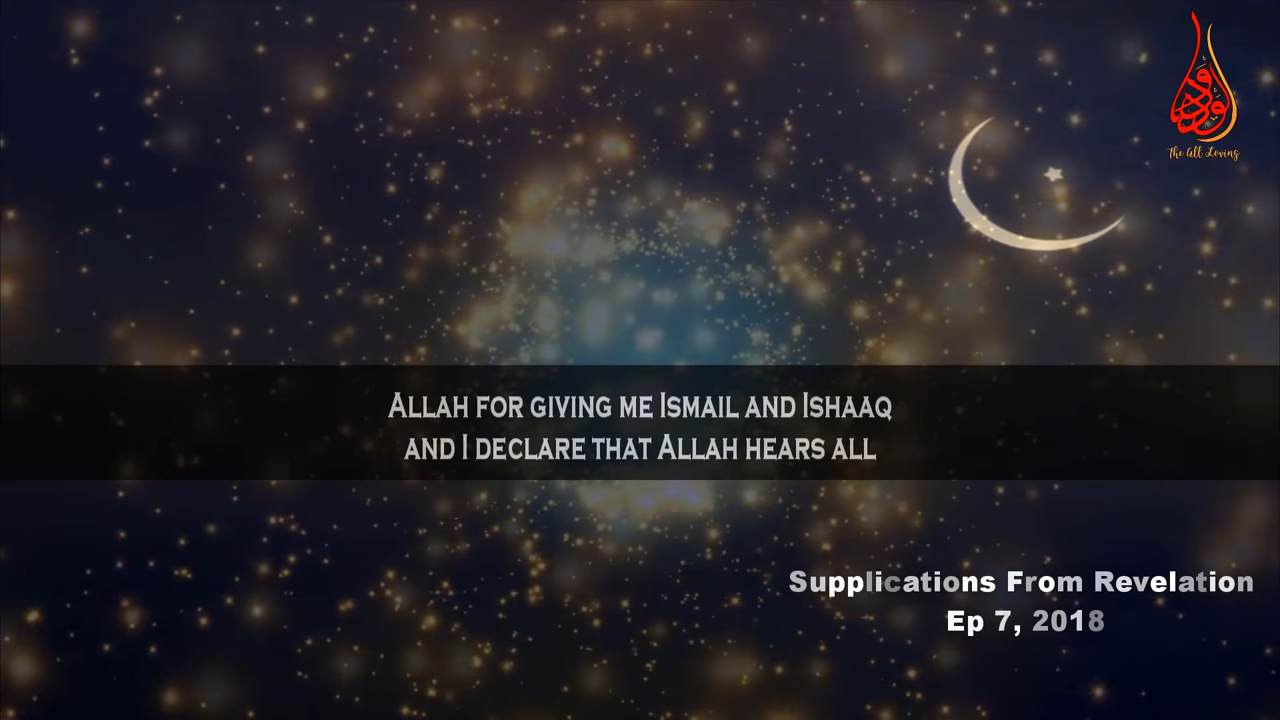 الودود
The All Loving
Allah for giving me Ismail and Ishaaq
and I declare that Allah hears all
Supplications From Revelation
Ep 7, 2018